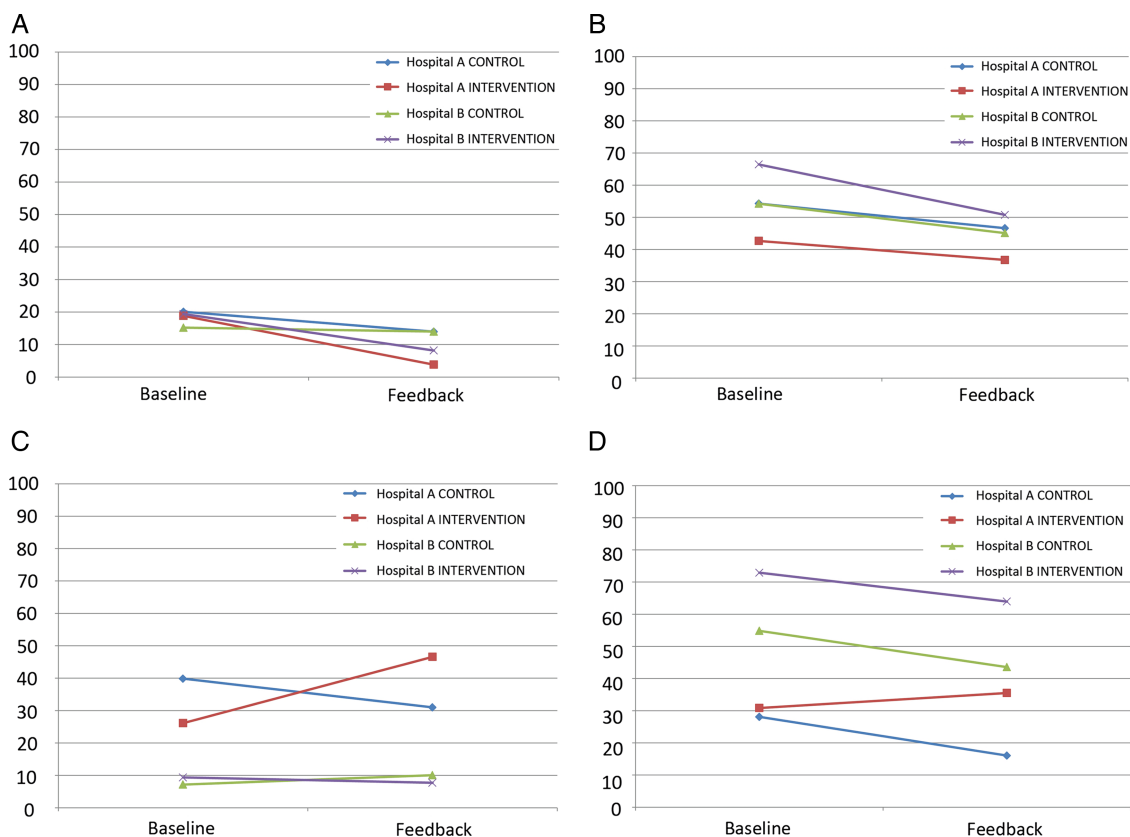 A
100
90
80
70
60
50
40
30
20
10
0
Hospital A CONTROL
Hospital A INTERVENTION
Hospital B CONTROL
Hospital B INTERVENTION
Baseline Feedback
B
100
90
80
70
60
50
40
30
20
10
0
Hospital A CONTROL
Hospital A INTERVENTION
Hospital B CONTROL
Hospital B INTERVENTION
Baseline Feedback
C
100
90
80
70
60
50
40
30
20
10
0
Hospital A CONTROL
Hospital A INTERVENTION
Hospital B CONTROL
Hospital B INTERVENTION
Baseline Feedback
D
100
90
80
70
60
50
40
30
20
10
0
Hospital A CONTROL
Hospital A INTERVENTION
Hospital B CONTROL
Hospital B INTERVENTION
Baseline Feedback